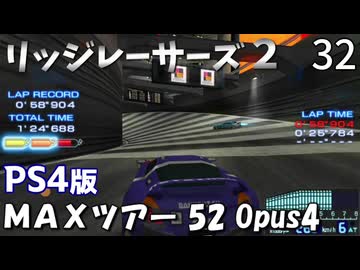 リッジレーサーズ２ 32
LAP RECORD
0'58"904
TOTAL TIME
1'24"688
LAP TIME
0'58"904
0'25"784
PS4版
ＭＡＸツアー 52 Opus4
km/h 6AT